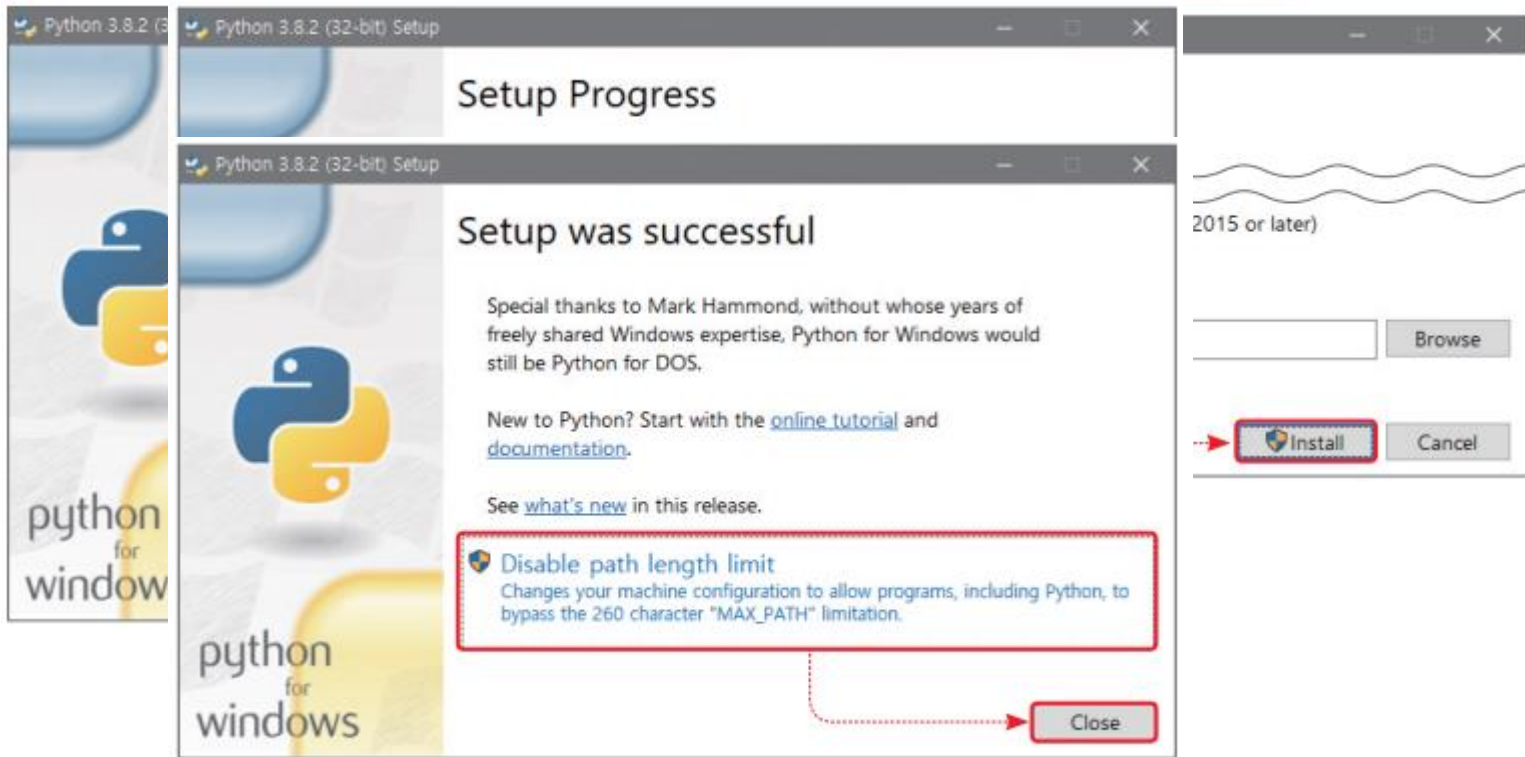 Python 3.8.2 (3
Python 3.8.2 (32-bit) Setup
Setup Progress
Python 3.8.2 (32-bit) Setup
Setup was successful
Special thanks to Mark Hammond, without whose years of
freely shared Windows expertise, Python for Windows would
still be Python for DOS.
New to Python? Start with the online tutorial and
documentation.
See what's new in this release.
Disable path length limit
Changes your machine configuration to allow programs, including Python, to
bypass the 260 character "MAX_PATH" limitation.
Close
python
for
windows
python
for
window
2015 or later)
Browse
Install
Cancel